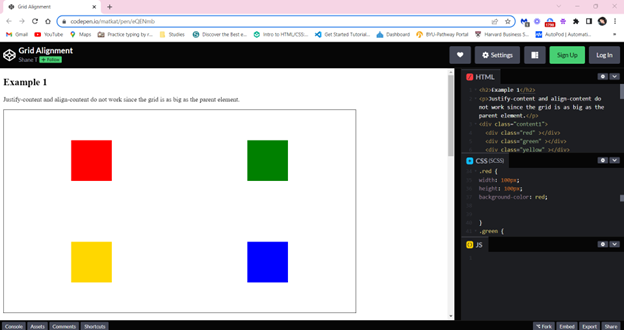 Grid Alignment
codepen.io/matkat/pen/eQENmb
Gmail YouTube Maps Practice typing by r... Studies Discover the Best e... Intro to HTML/CSS... Get Started Tutorial... Dashboard BYU-Pathway Portal Microsoft Business... AutoPod | Automati...
Grid Alignment
Shane T + Follow
Settings Sign Up Log In
Example 1
Justify-content and align-content do not work since the grid is as big as the parent element.
HTML
<h2>Example 1</h2>
<p>Justify-content and align-content do
not work since the grid is as big as the
parent element.</p>
<div class="content1">
<div class="red" ></div>
<div class="green" ></div>
<div class="yellow" ></div>
CSS (SCSS)
.red {
width: 100px;
height: 100px;
background-color: red;
}
.green {
JS
Console Assets Comments Shortcuts Fork Embed Export Share